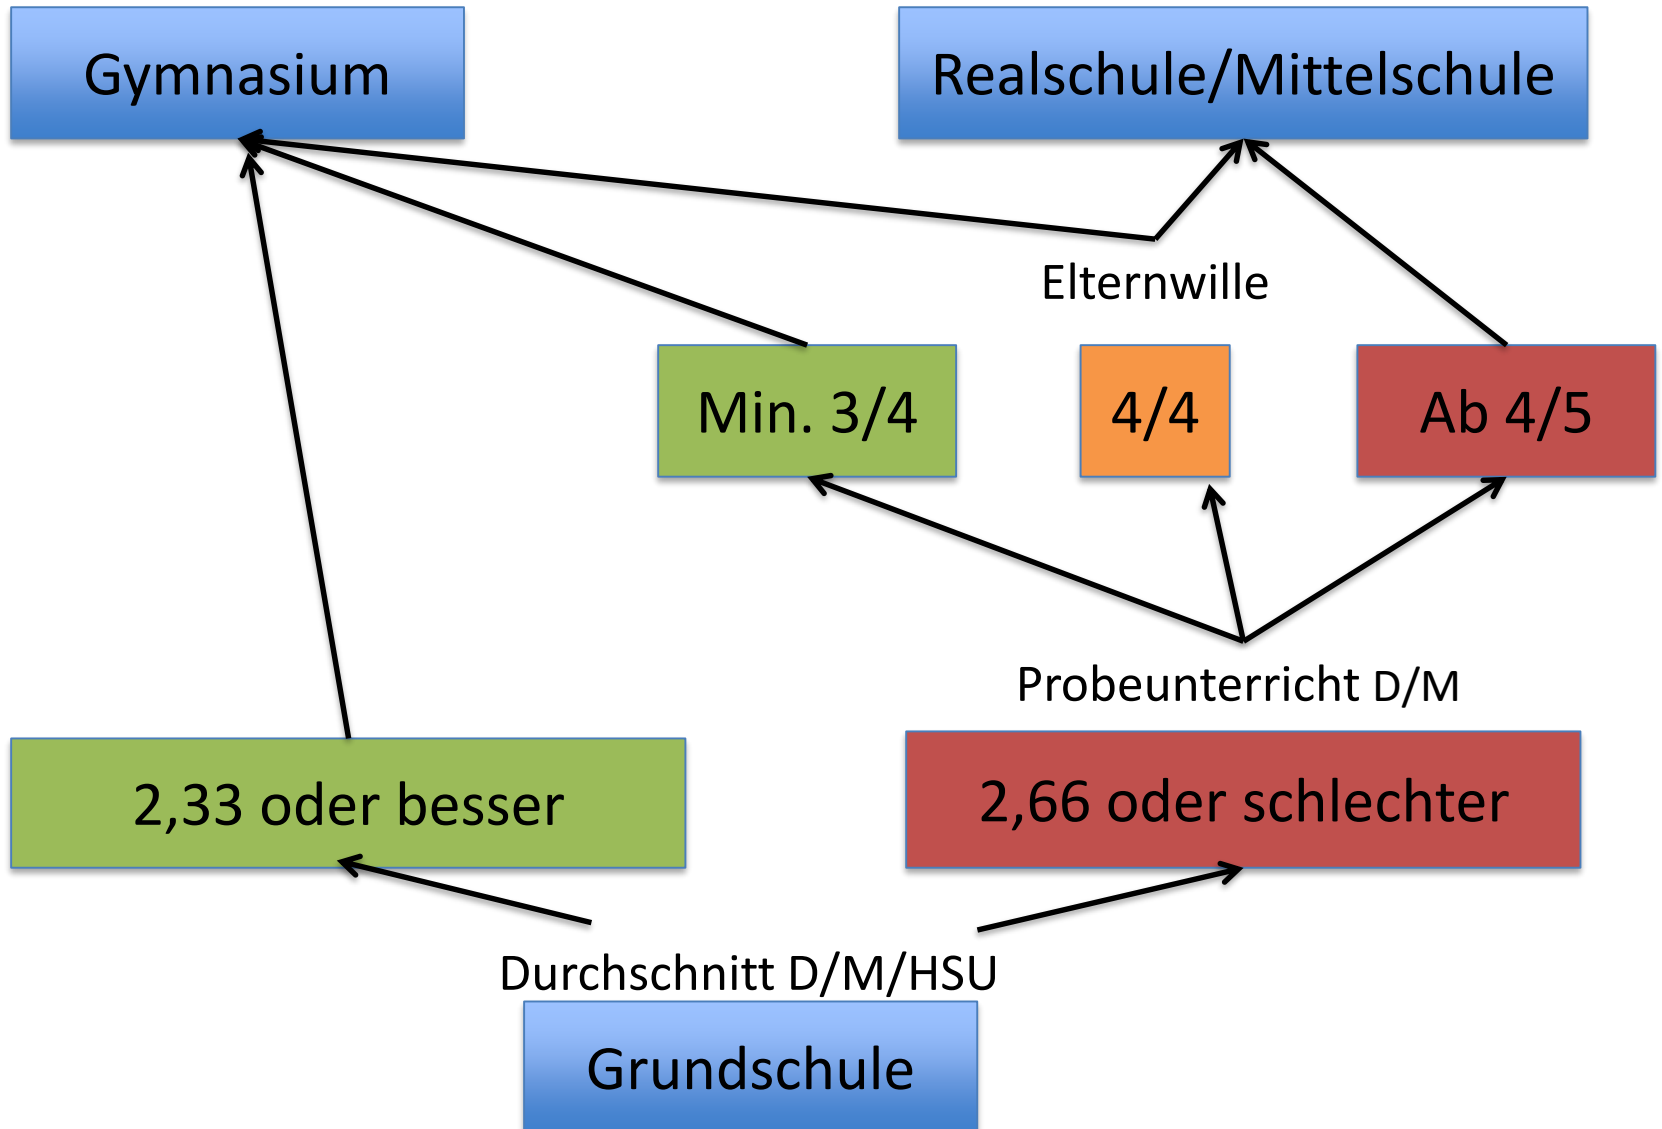 Gymnasium
Realschule/Mittelschule
Elternwille
Min. 3/4
4/4
Ab 4/5
Probeunterricht D/M
2,33 oder besser
2,66 oder schlechter
Durchschnitt D/M/HSU
Grundschule